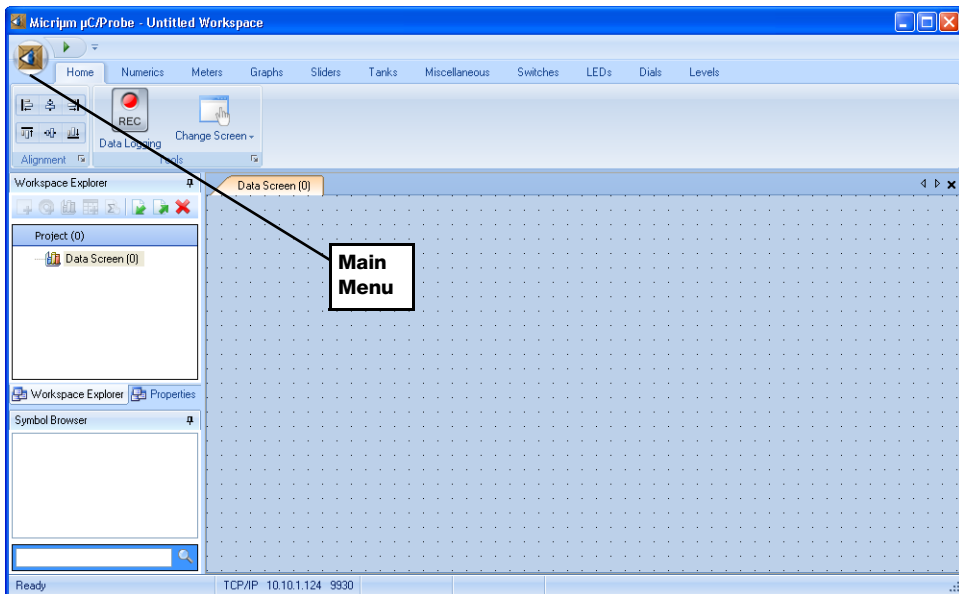 Micriµm µC/Probe - Untitled Workspace
Home Numerics Meters Graphs Sliders Tanks Miscellaneous Switches LEDs Dials Levels
REC
Data Logging Change Screen
Alignment Tools
Workspace Explorer
Data Screen (0)
Project (0)
Data Screen (0)
Main
Menu
Workspace Explorer Properties
Symbol Browser
Ready TCP/IP 10.10.1.124 9930